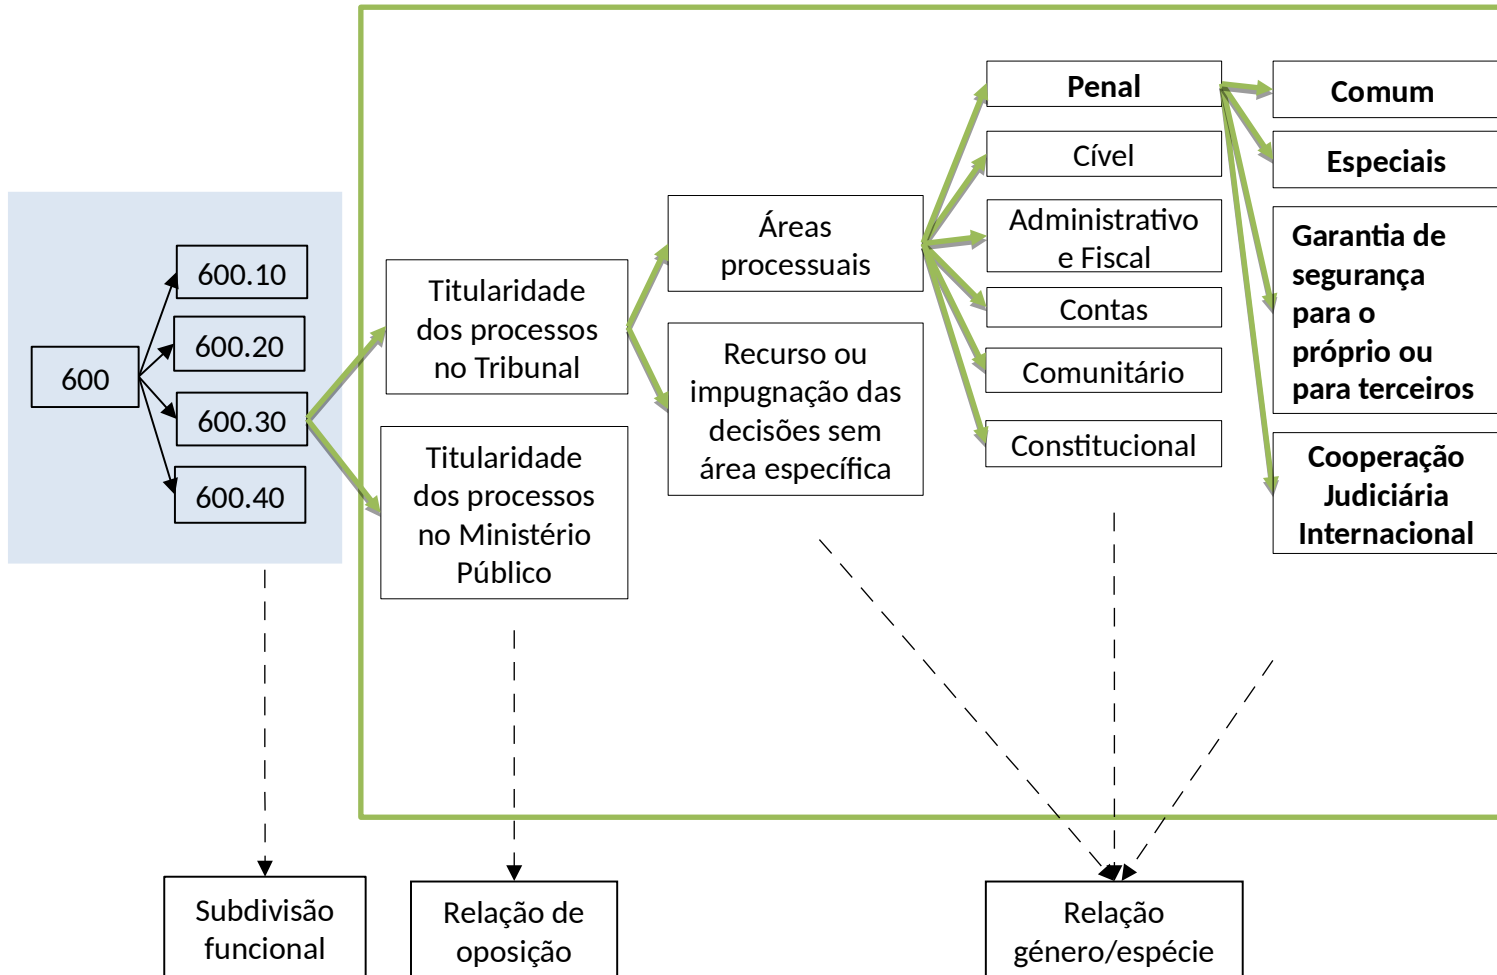 600
600.10
600.20
600.30
600.40
Titularidade
dos processos
no Tribunal
Titularidade
dos processos
no Ministério
Público
Áreas
processuais
Recurso ou
impugnação das
decisões sem
área específica
Penal
Cível
Administrativo
e Fiscal
Contas
Comunitário
Constitucional
Comum
Especiais
Garantia de
segurança
para o
próprio ou
para terceiros
Cooperação
Judiciária
Internacional
Subdivisão
funcional
Relação de
oposição
Relação
género/espécie